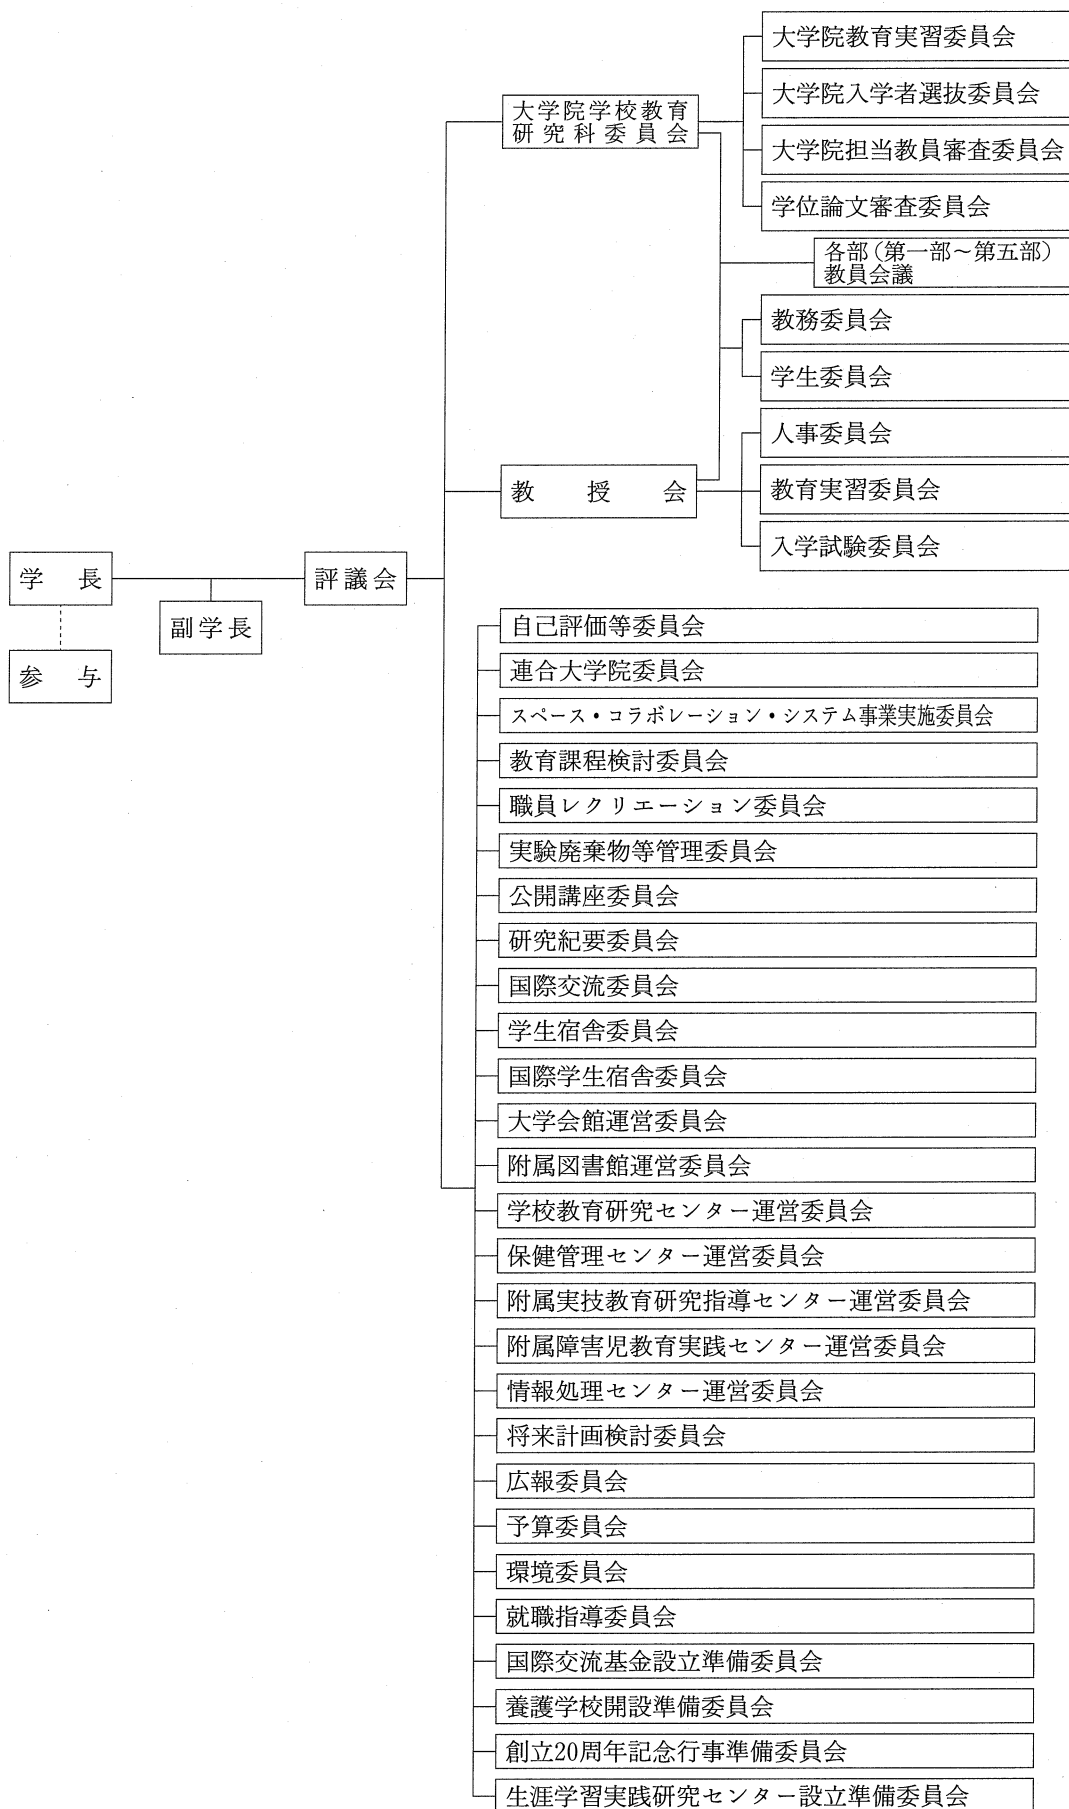 大学院教育実習委員会
大学院入学者選抜委員会
大学院学校教育
研究科委員会
大学院担当教員審査委員会
学位論文審査委員会
各部（第一部～第五部）
教員会議
教務委員会
学生委員会
人事委員会
教授会
教育実習委員会
入学試験委員会
学長
評議会
副学長
参与
自己評価等委員会
連合大学院委員会
スペース・コラボレーション・システム事業実施委員会
教育課程検討委員会
職員レクリエーション委員会
実験廃棄物等管理委員会
公開講座委員会
研究紀要委員会
国際交流委員会
学生宿舎委員会
国際学生宿舎委員会
大学会館運営委員会
附属図書館運営委員会
学校教育研究センター運営委員会
保健管理センター運営委員会
附属実技教育研究指導センター運営委員会
附属障害児教育実践センター運営委員会
情報処理センター運営委員会
将来計画検討委員会
広報委員会
予算委員会
環境委員会
就職指導委員会
国際交流基金設立準備委員会
養護学校開設準備委員会
創立20周年記念行事準備委員会
生涯学習実践研究センター設立準備委員会